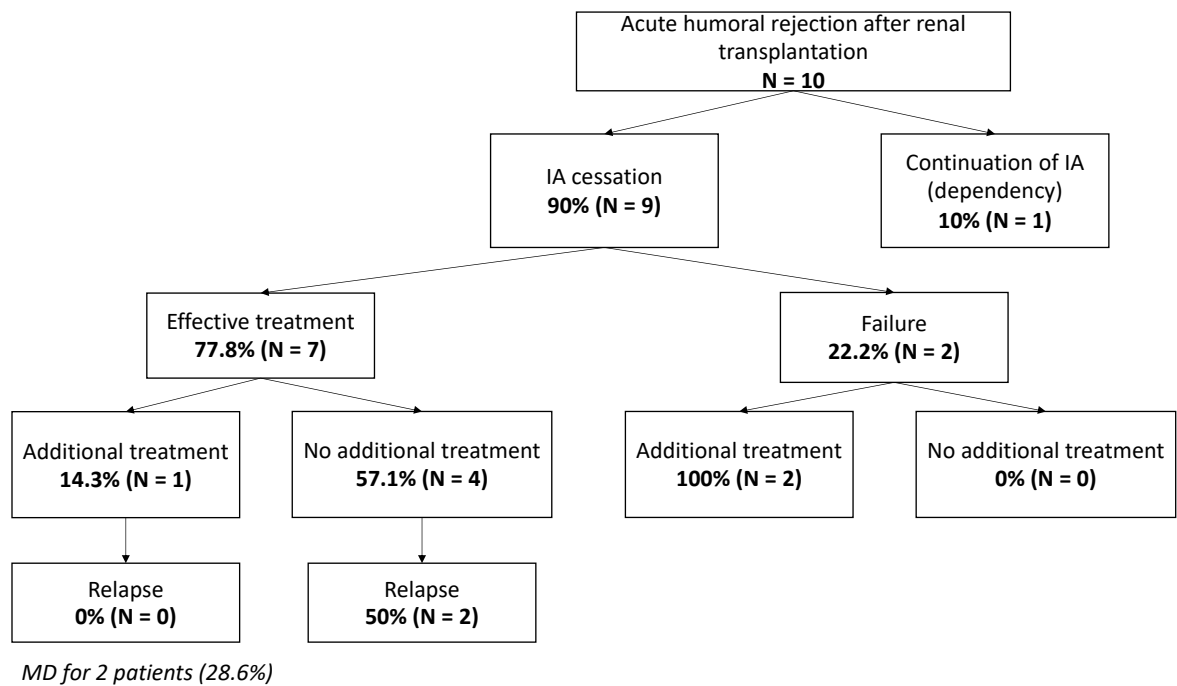 Acute humoral rejection after renal
transplantation
N = 10
IA cessation
90% (N = 9)
Continuation of IA
(dependency)
10% (N = 1)
Effective treatment
77.8% (N = 7)
Failure
22.2% (N = 2)
Additional treatment
14.3% (N = 1)
No additional treatment
57.1% (N = 4)
Additional treatment
100% (N = 2)
No additional treatment
0% (N = 0)
Relapse
0% (N = 0)
Relapse
50% (N = 2)
MD for 2 patients (28.6%)